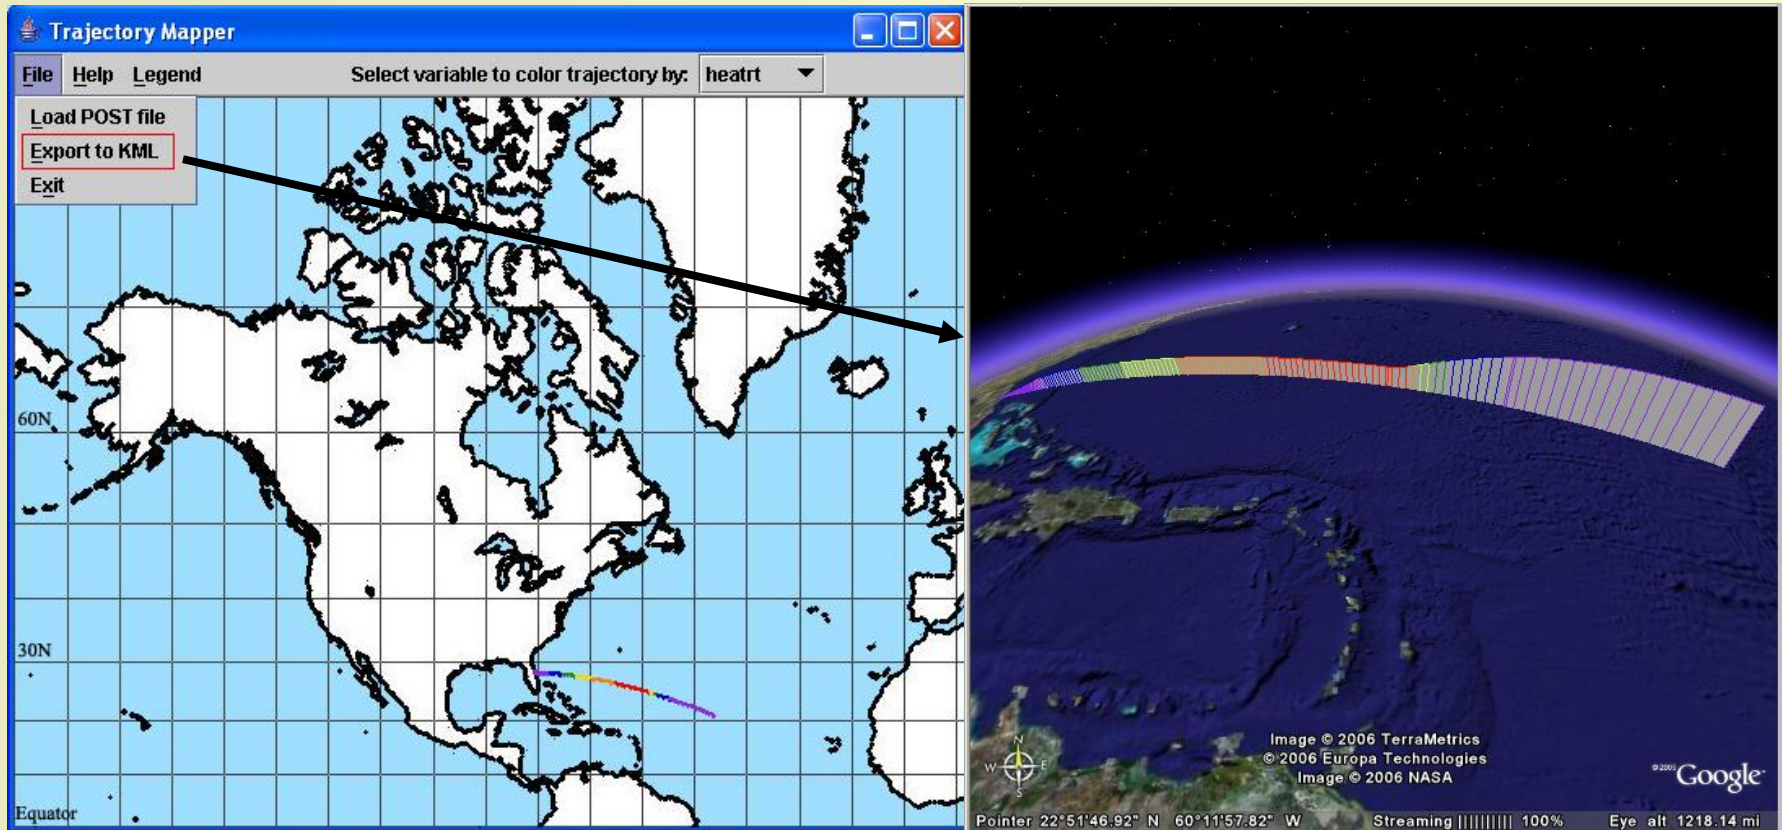 Trajectory Mapper
File Help Legend Select variable to color trajectory by: heatrt
Load POST file
Export to KML
Exit
60N
30N
Equator
N
W E
S
Image © 2006 TerraMetrics
© 2006 Europa Technologies
Image © 2006 NASA
Google
Pointer 22°51'46.92" N 60°11'57.82" W Streaming |||||||||| 100% Eye alt 1218.14 mi